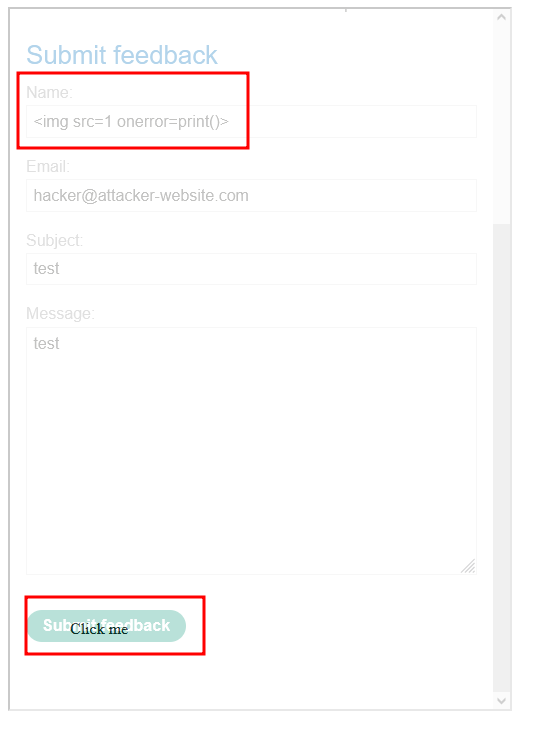 Submit feedback
Name:
<img src=1 onerror=print()>
Email:
hacker@attacker-website.com
Subject:
test
Message:
test
Submit feedback
Click me